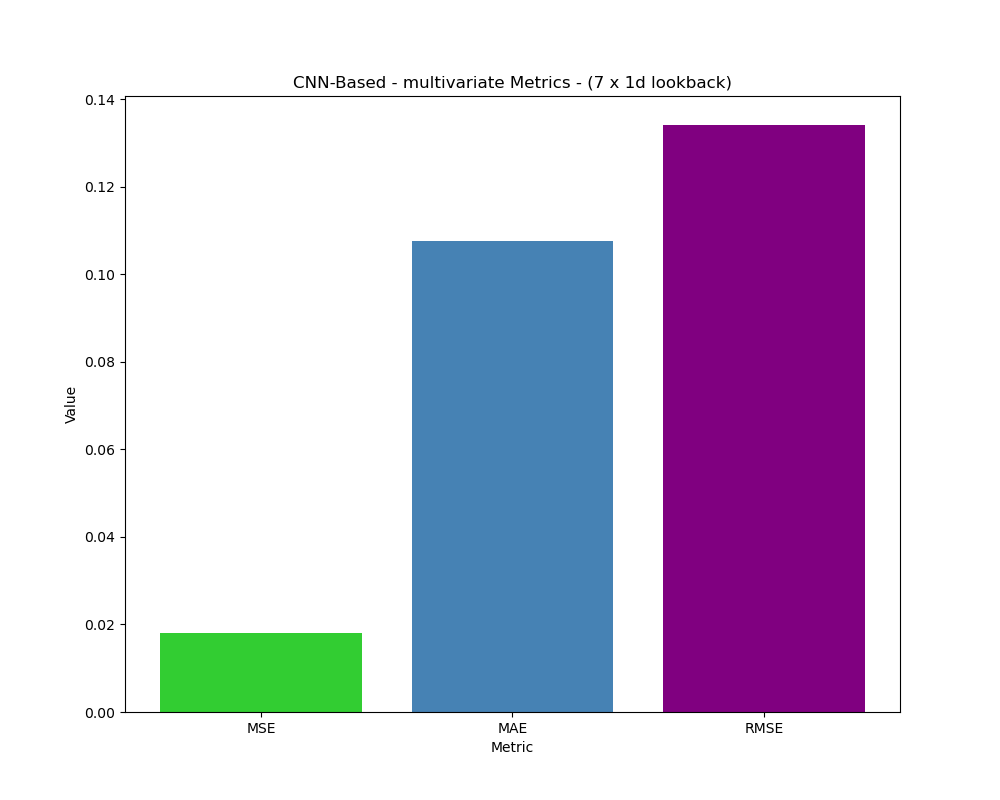 CNN-Based - multivariate Metrics - (7 x 1d lookback)
0.14
0.12
0.10
0.08
0.06
0.04
0.02
0.00
Value
MSE
MAE
RMSE
Metric